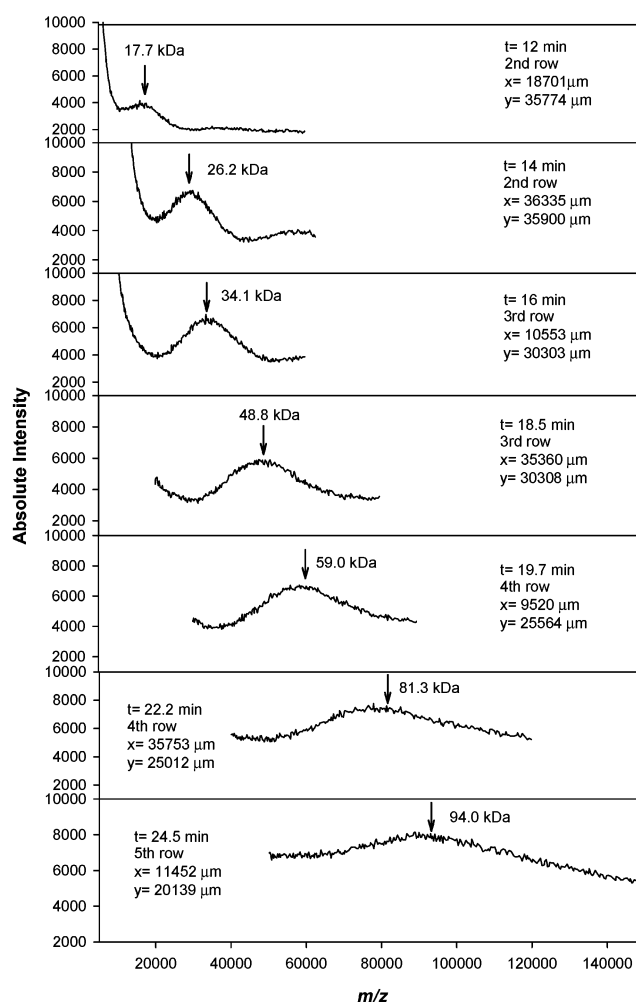 10000
8000
6000
4000
2000
17.7 kDa
t= 12 min
2nd row
x= 18701μm
y= 35774 μm
10000
8000
6000
4000
2000
26.2 kDa
t= 14 min
2nd row
x= 36335 μm
y= 35900 μm
10000
8000
6000
4000
2000
34.1 kDa
t= 16 min
3rd row
x= 10553 μm
y= 30303 μm
10000
8000
6000
4000
2000
48.8 kDa
t= 18.5 min
3rd row
x= 35360 μm
y= 30308 μm
10000
8000
6000
4000
2000
59.0 kDa
t= 19.7 min
4th row
x= 9520 μm
y= 25564 μm
10000
8000
6000
4000
2000
81.3 kDa
t= 22.2 min
4th row
x= 35753 μm
y= 25012 μm
10000
8000
6000
4000
2000
94.0 kDa
t= 24.5 min
5th row
x= 11452 μm
y= 20139 μm
Absolute Intensity
20000 40000 60000 80000 100000 120000 140000
m/z